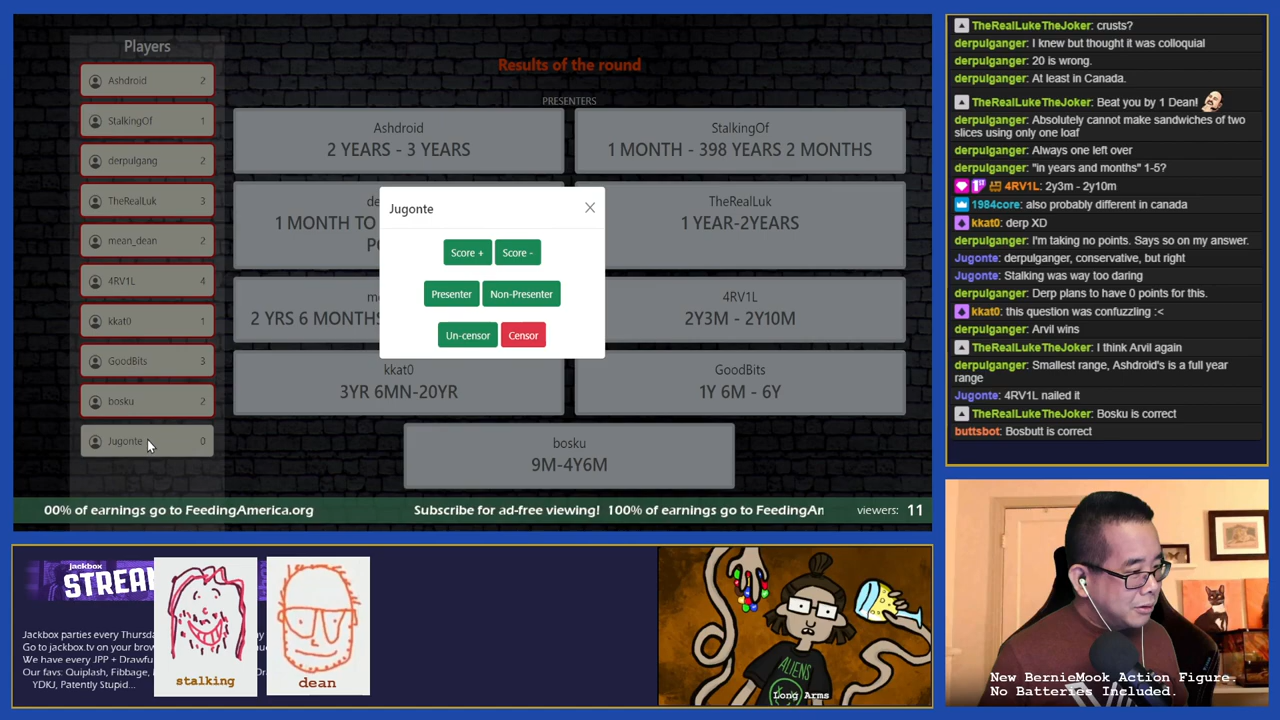 Players
Ashdroid 2
StalkingOf 1
derpulgang 2
TheRealLuk 3
mean_dean 2
4RV1L 4
kkat0 1
GoodBits 3
bosku 2
Jugonte 0
Results of the round
PRESENTERS
Ashdroid
2 YEARS - 3 YEARS
StalkingOf
1 MONTH - 398 YEARS 2 MONTHS
de
1 MONTH TO
TheRealLuk
1 YEAR-2YEARS
2 YRS 6 MONTHS
4RV1L
2Y3M - 2Y10M
kkat0
3YR 6MN-20YR
GoodBits
1Y 6M - 6Y
bosku
9M-4Y6M
Jugonte
Score + Score -
Presenter Non-Presenter
Un-censor Censor
00% of earnings go to FeedingAmerica.org Subscribe for ad-free viewing! 100% of earnings go to FeedingAm viewers: 11
TheRealLukeTheJoker: crusts?
derpulganger: I knew but thought it was colloquial
derpulganger: 20 is wrong.
derpulganger: At least in Canada.
TheRealLukeTheJoker: Beat you by 1 Dean!
derpulganger: Absolutely cannot make sandwiches of two
slices using only one loaf
derpulganger: Always one left over
derpulganger: "in years and months" 1-5?
4RV1L: 2y3m - 2y10m
1984core: also probably different in canada
kkat0: derp XD
derpulganger: I'm taking no points. Says so on my answer.
Jugonte: derpulganger, conservative, but right
Jugonte: Stalking was way too daring
derpulganger: Derp plans to have 0 points for this.
kkat0: this question was confuzzling :<
derpulganger: Arvil wins
TheRealLukeTheJoker: I think Arvil again
derpulganger: Smallest range, Ashdroid's is a full year
range
Jugonte: 4RV1L nailed it
TheRealLukeTheJoker: Bosku is correct
buttsbot: Bosbutt is correct
jackbox
STREA
Jackbox parties every Thursda
Go to jackbox.tv on your brow
We have every JPP + Drawfu
Our favs: Quiplash, Fibbage,
YDKJ, Patently Stupid...
stalking
dean
ALIENS
Long Arms
New BernieMook Action Figure.
No Batteries Included.